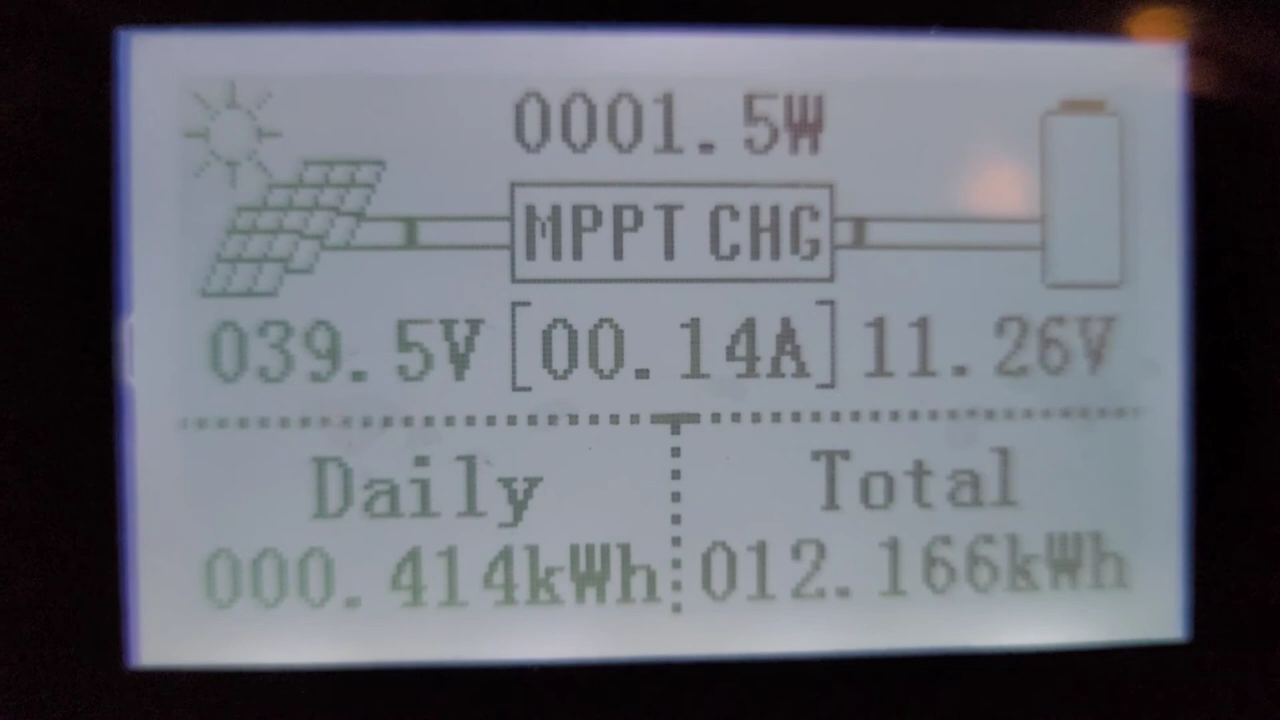 0001.5W
MPPT CHG
039.5V [00.14A] 11.26V
Daily Total
000.414kWh 012.166kWh